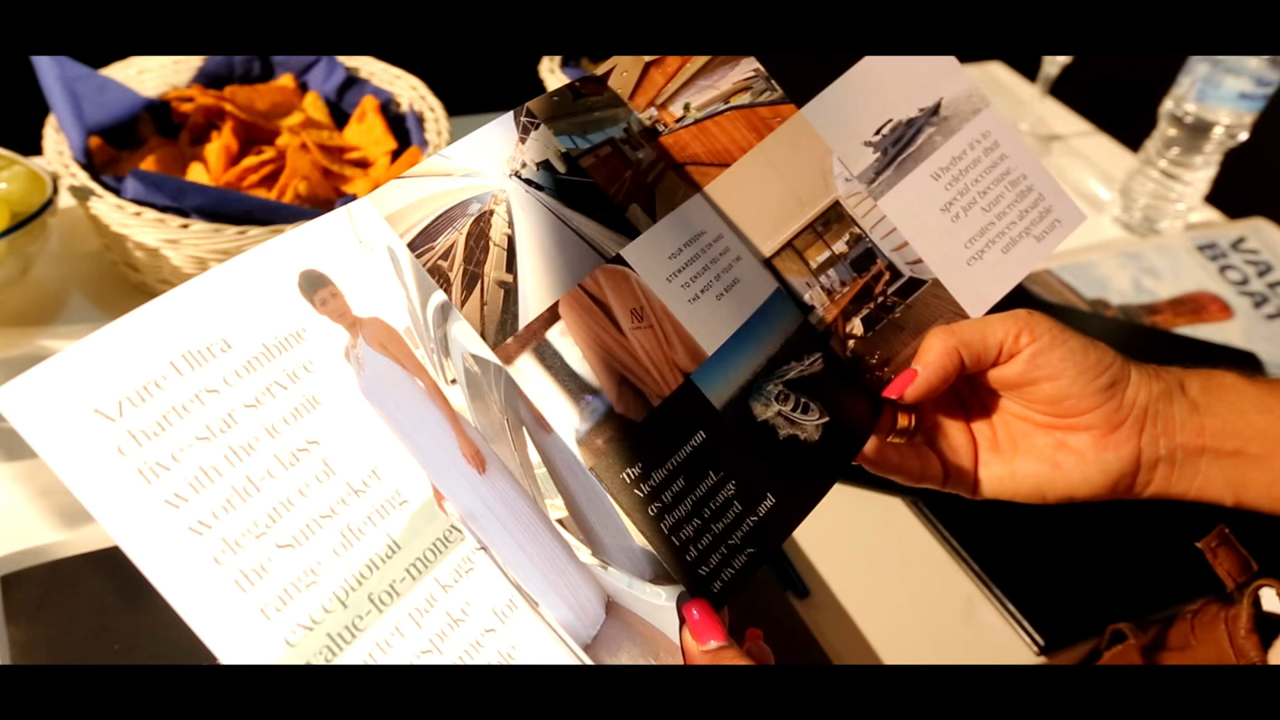 Azure Ultra
charters combine
five-star service
with the iconic
world-class
elegance of
the Sunseeker
range, offering
exceptional
value-for-money
packages
for
YOUR PERSONAL
STEWARDESS IS ON HAND
TO ENSURE YOU MAKE
THE MOST OF YOUR TIME
ON BOARD.
The
Mediterranean
as your
playground...
Enjoy a range
of on-board
water sports and
activities.
Whether it's to
celebrate that
special occasion,
or just because...
Azure Ultra
creates incredible
experiences aboard
unforgettable
luxury
BOAT